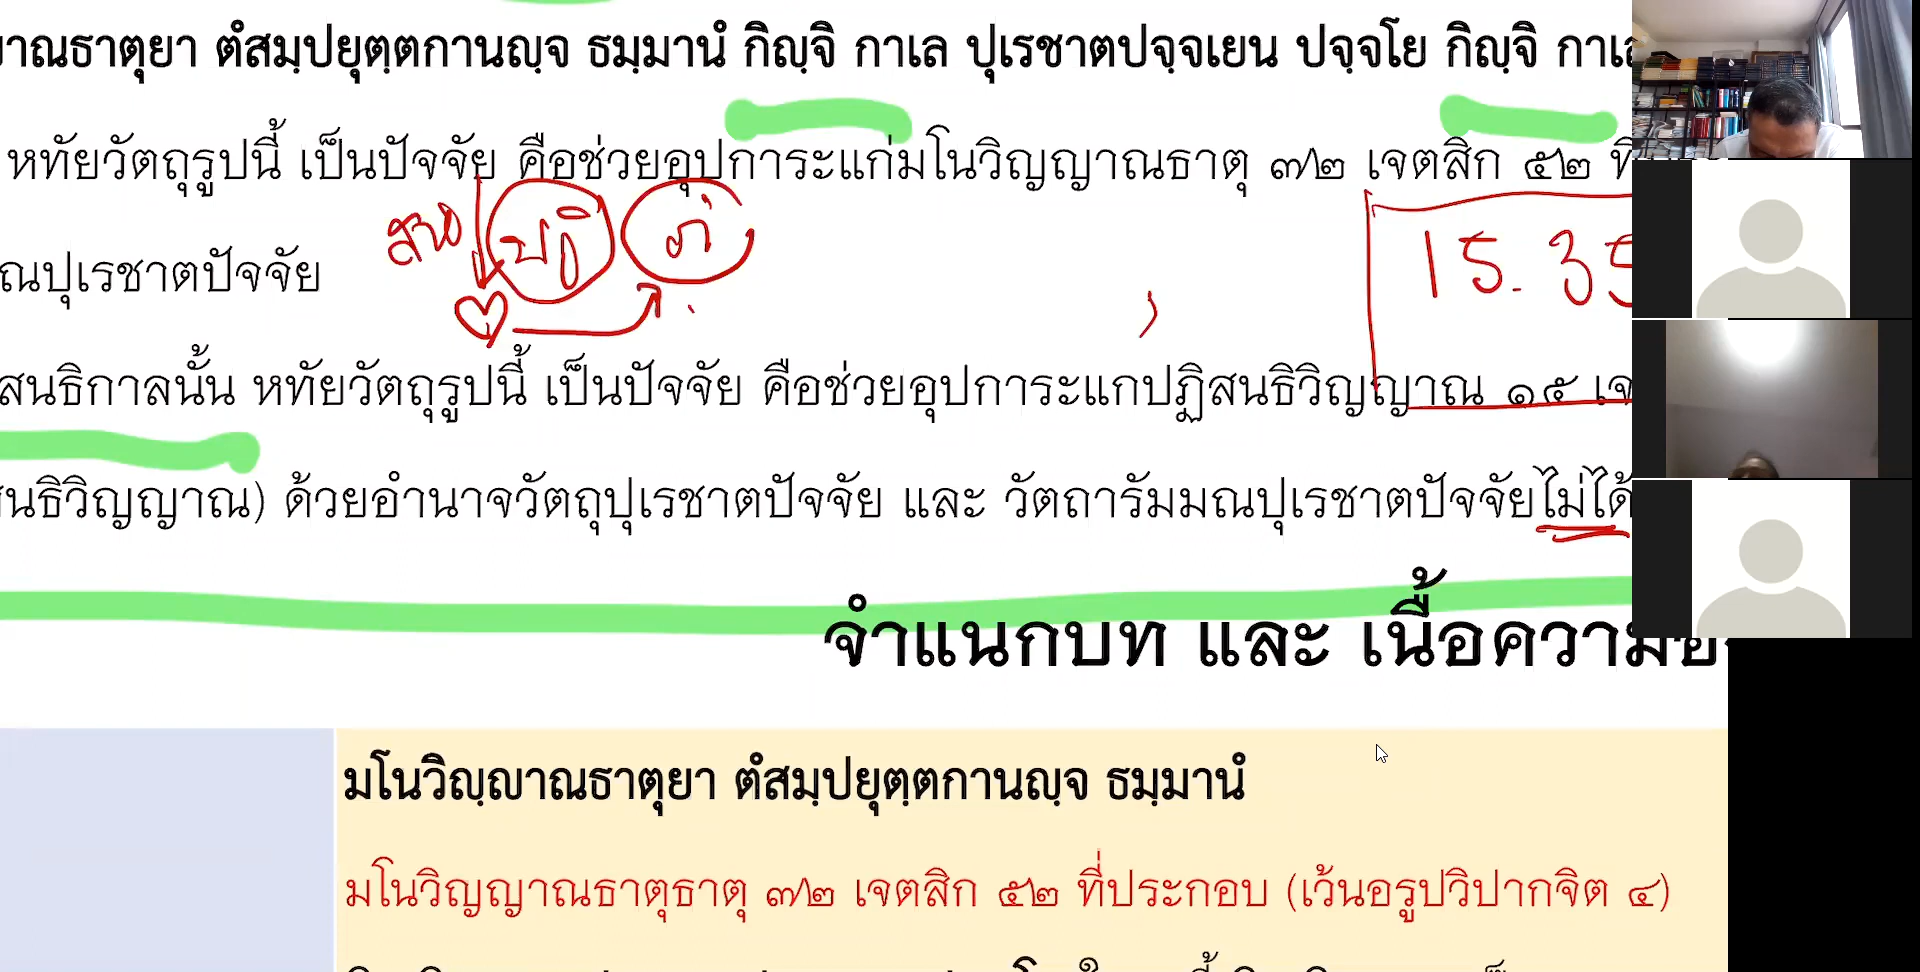 าณธาตุยา ตํสมฺปยุตฺตกานญฺจ ธมฺมานํ กิญฺจิ กาเล ปุเรชาตปจฺจเยน ปจฺจโย กิญฺจิ กาเล
หทัยวัตถุรูปนี้ เป็นปัจจัย คือช่วยอุปการะแก่มโนวิญญาณธาตุ ๗๒ เจตสิก ๕๒ ที่
สนธิ ปฏิ ภ
15.35
ณปุเรชาตปัจจัย
สนธิกาลนั้น หทัยวัตถุรูปนี้ เป็นปัจจัย คือช่วยอุปการะแกปฏิสนธิวิญญาณ ๑๕ เจ
สนธิวิญญาณ) ด้วยอำนาจวัตถุปุเรชาตปัจจัย และ วัตถารัมมณปุเรชาตปัจจัยไม่ได้
จำแนกบท และ เนื้อความ
มโนวิญฺญาณธาตุยา ตํสมฺปยุตฺตกานญฺจ ธมฺมานํ
มโนวิญญาณธาตุธาตุ ๗๒ เจตสิก ๕๒ ที่ประกอบ (เว้นอรูปวิปากจิต ๔)